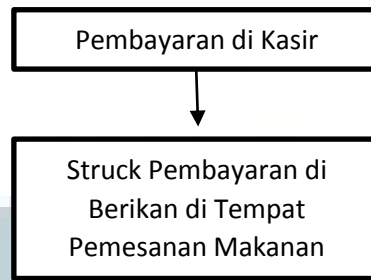 Pembayaran di Kasir
Struck Pembayaran di
Berikan di Tempat
Pemesanan Makanan